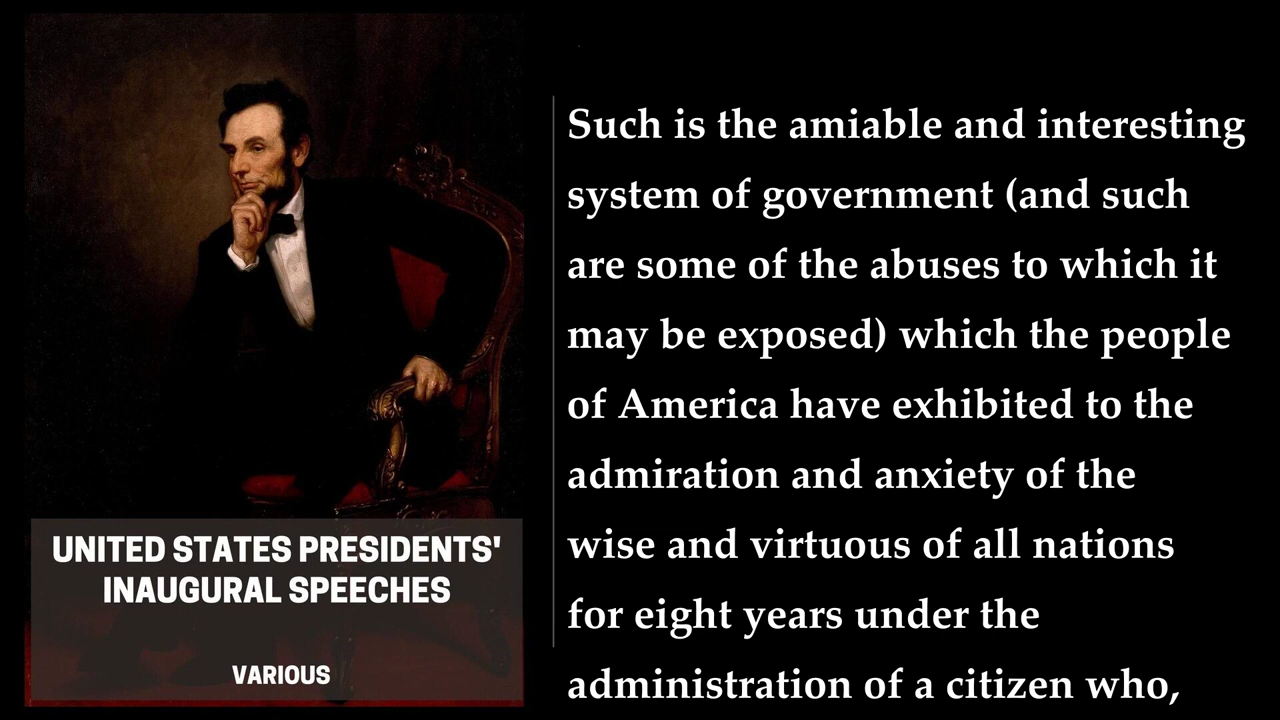 UNITED STATES PRESIDENTS'
INAUGURAL SPEECHES
VARIOUS
Such is the amiable and interesting
system of government (and such
are some of the abuses to which it
may be exposed) which the people
of America have exhibited to the
admiration and anxiety of the
wise and virtuous of all nations
for eight years under the
administration of a citizen who,